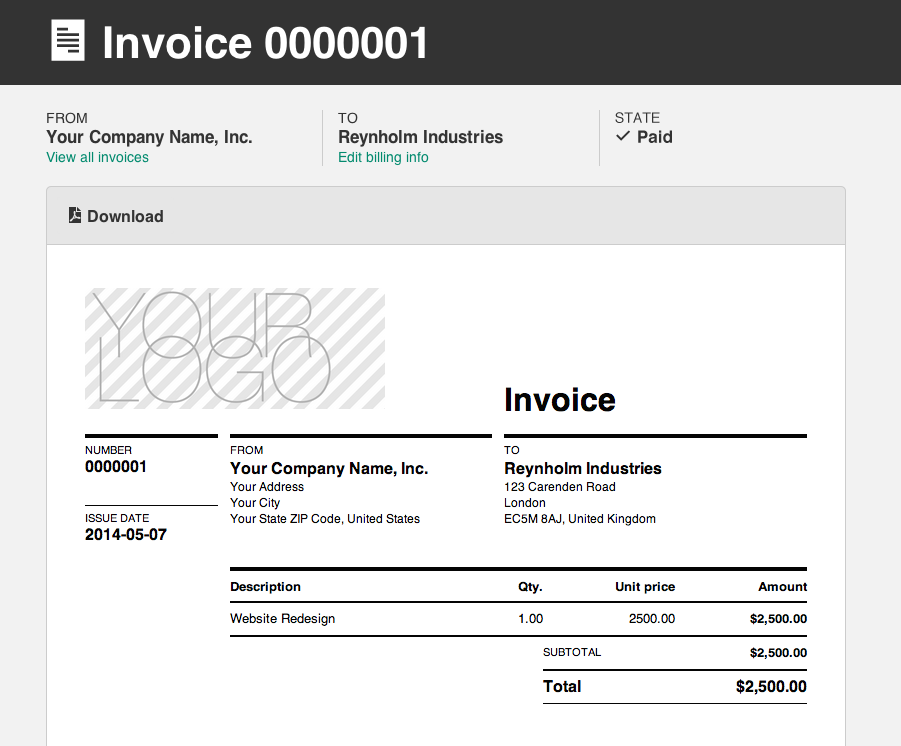 Invoice 0000001
FROM
Your Company Name, Inc.
View all invoices
TO
Reynholm Industries
Edit billing info
STATE
Paid
Download
YOUR
LOGO
Invoice
NUMBER
0000001
ISSUE DATE
2014-05-07
FROM
Your Company Name, Inc.
Your Address
Your City
Your State ZIP Code, United States
TO
Reynholm Industries
123 Carenden Road
London
EC5M 8AJ, United Kingdom
Description Qty. Unit price Amount
Website Redesign 1.00 2500.00 $2,500.00
SUBTOTAL $2,500.00
Total $2,500.00